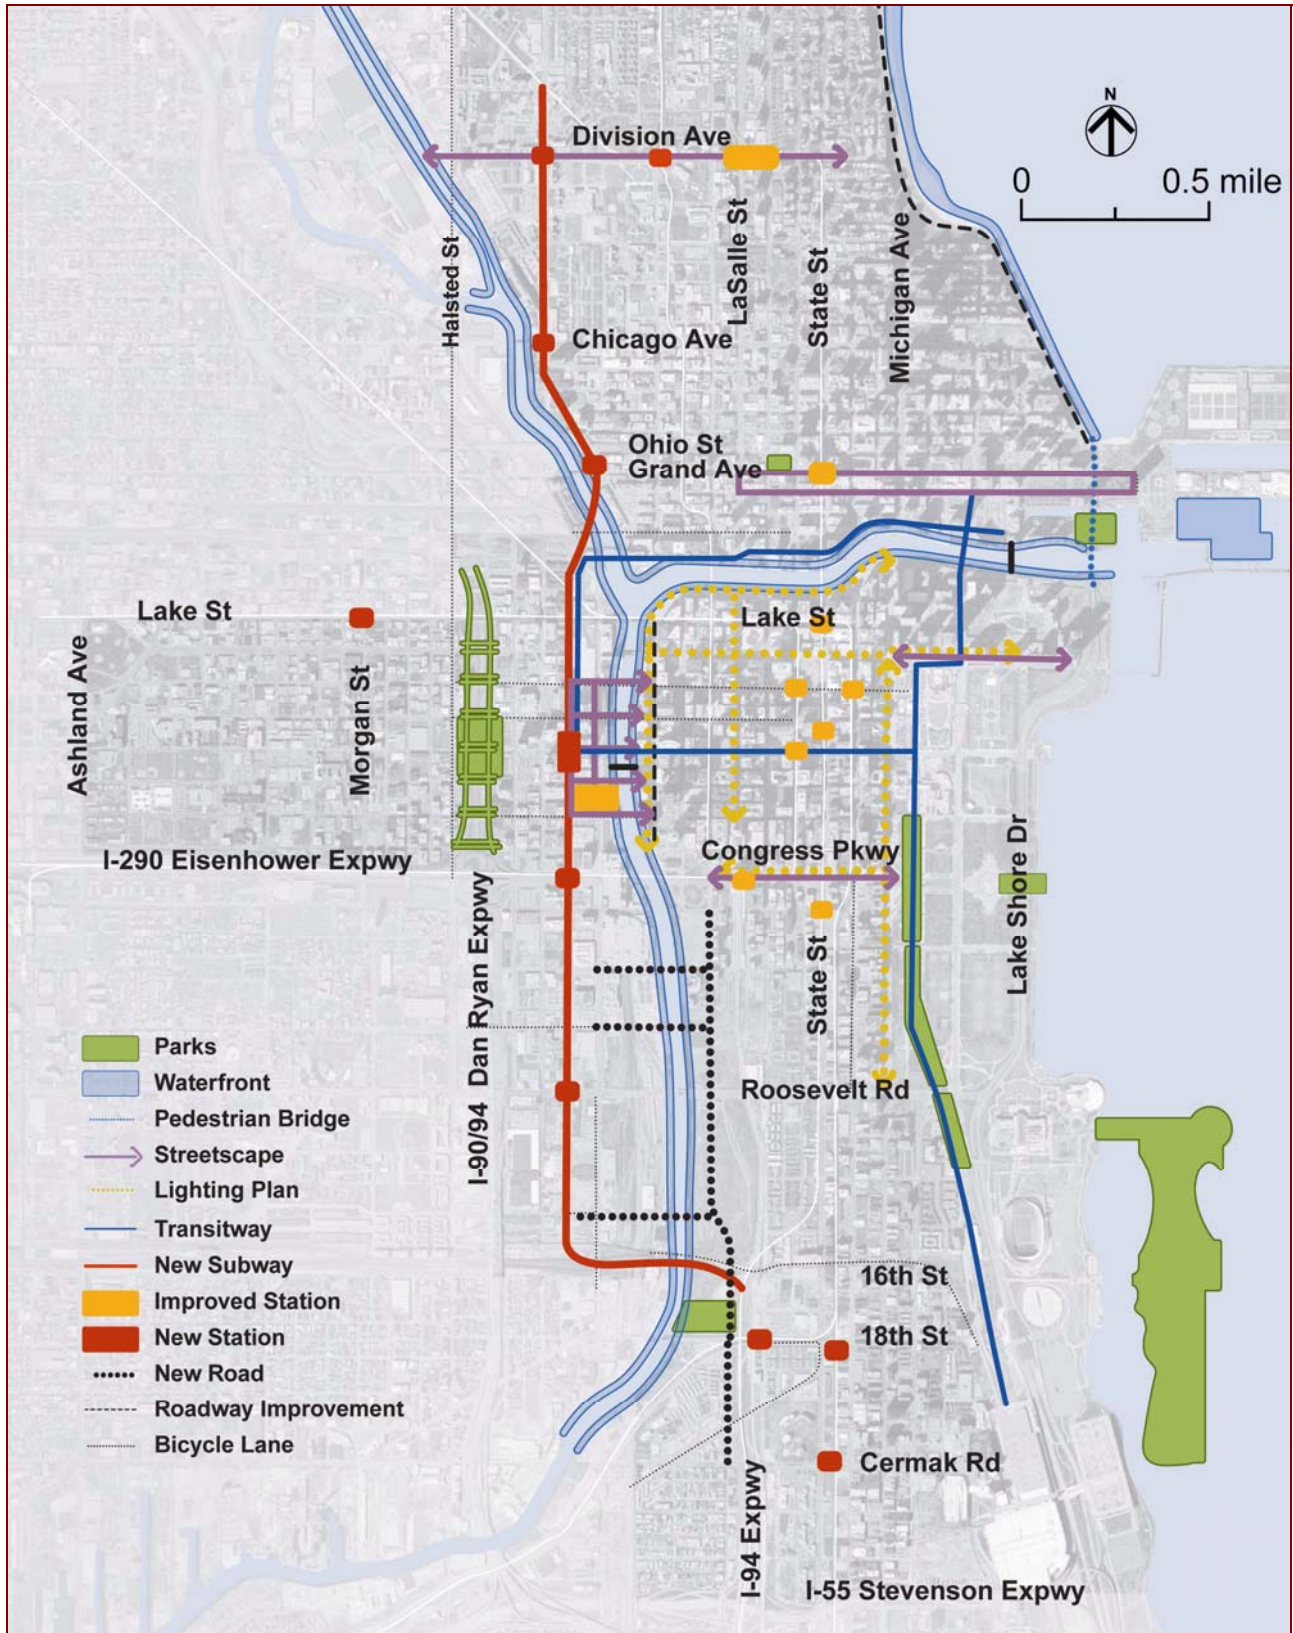 N
0 0.5 mile
Division Ave
Halsted St
LaSalle St
State St
Michigan Ave
Chicago Ave
Ohio St
Grand Ave
Lake St
Lake St
Ashland Ave
Morgan St
I-290 Eisenhower Expwy
Congress Pkwy
I-90/94 Dan Ryan Expwy
State St
Lake Shore Dr
Roosevelt Rd
Parks
Waterfront
Pedestrian Bridge
Streetscape
Lighting Plan
Transitway
New Subway
Improved Station
New Station
New Road
Roadway Improvement
Bicycle Lane
16th St
18th St
Cermak Rd
I-94 Expwy
I-55 Stevenson Expwy